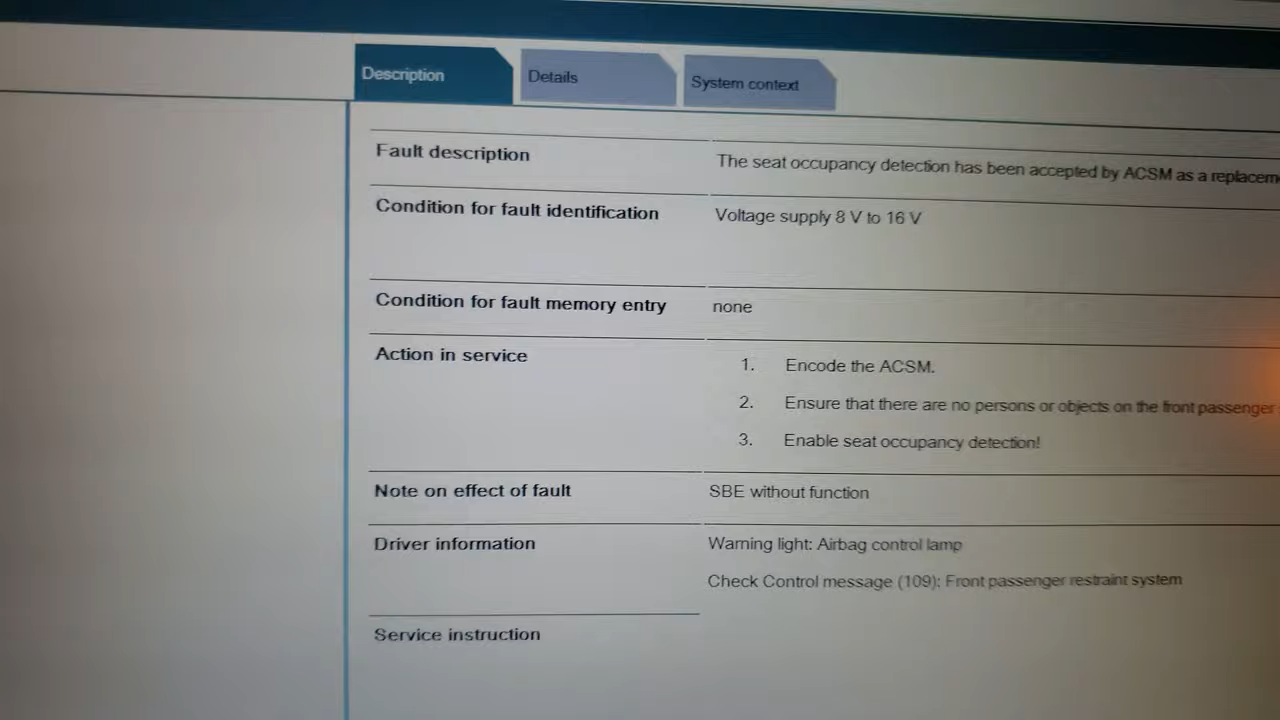 Description
Details
System context
Fault description
The seat occupancy detection has been accepted by ACSM as a replacem
Condition for fault identification
Voltage supply 8 V to 16 V
Condition for fault memory entry
none
Action in service
1. Encode the ACSM.
2. Ensure that there are no persons or objects on the front passenger
3. Enable seat occupancy detection!
Note on effect of fault
SBE without function
Driver information
Warning light: Airbag control lamp
Check Control message (109): Front passenger restraint system
Service instruction